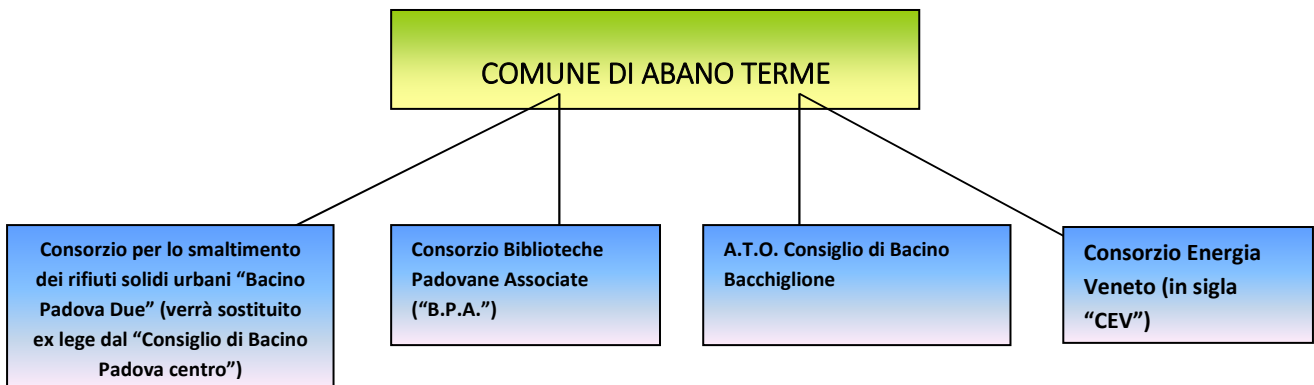 COMUNE DI ABANO TERME
Consorzio per lo smaltimento
dei rifiuti solidi urbani “Bacino
Padova Due” (verrà sostituito
ex lege dal “Consiglio di Bacino
Padova centro”)
Consorzio Biblioteche
Padovane Associate
(“B.P.A.”)
A.T.O. Consiglio di Bacino
Bacchiglione
Consorzio Energia
Veneto (in sigla
“CEV”)